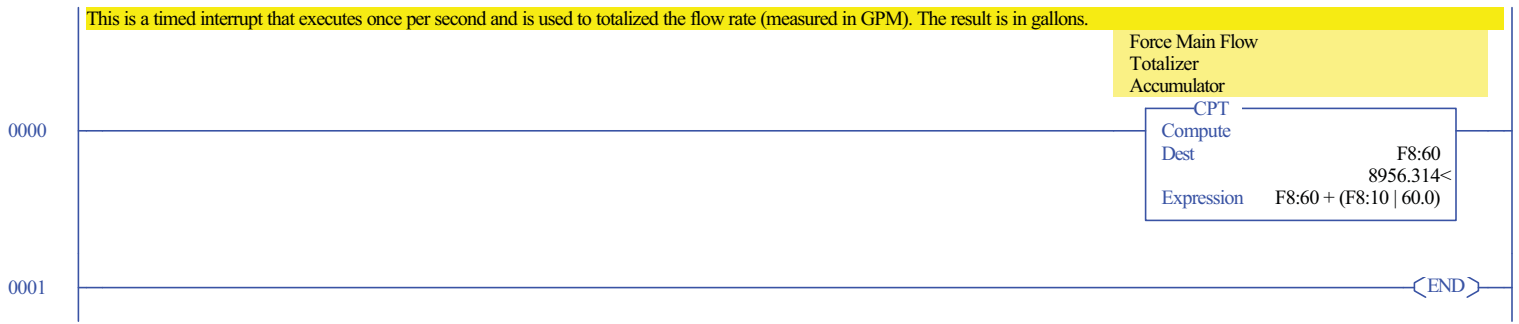 This is a timed interrupt that executes once per second and is used to totalized the flow rate (measured in GPM). The result is in gallons.
Force Main Flow
Totalizer
Accumulator
CPT
0000
Compute
Dest F8:60
8956.314<
Expression F8:60 + (F8:10 | 60.0)
0001
END